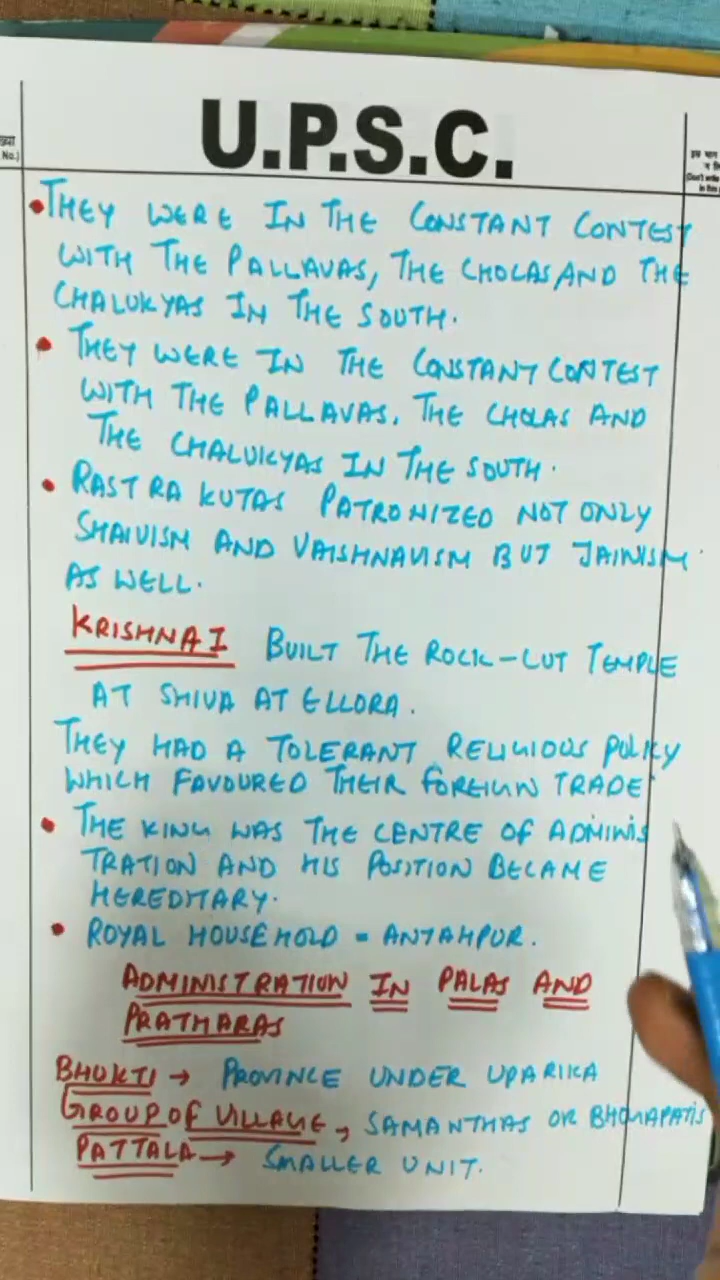 U.P.S.C.
No.)
•THEY WERE IN THE CONSTANT CONTEST
WITH THE PALLAVAS, THE CHOLAS AND THE
CHALUKYAS IN THE SOUTH.
• THEY WERE IN THE CONSTANT CONTEST
WITH THE PALLAVAS, THE CHOLAS AND
THE CHALUKYAS IN THE SOUTH.
• RASTRAKUTAS PATRONIZED NOT ONLY
SHAIVISM AND VAISHNAVISM BUT JAINISM
AS WELL.
KRISHNA I BUILT THE ROCK-CUT TEMPLE
AT SHIVA AT ELLORA.
THEY HAD A TOLERANT RELIGIOUS POLICY
WHICH FAVOURED THEIR FOREIGN TRADE
• THE KING WAS THE CENTRE OF ADMINIS
TRATION AND HIS POSITION BECAME
HEREDITARY.
• ROYAL HOUSEHOLD = ANTAHPUR.
ADMINISTRATION IN PALAS AND
PRATHARAS
BHUKTI → PROVINCE UNDER UPARIKA
GROUP OF VILLAGE, SAMANTHAS OR BHOGAPATIS
PATTALA → SMALLER UNIT.